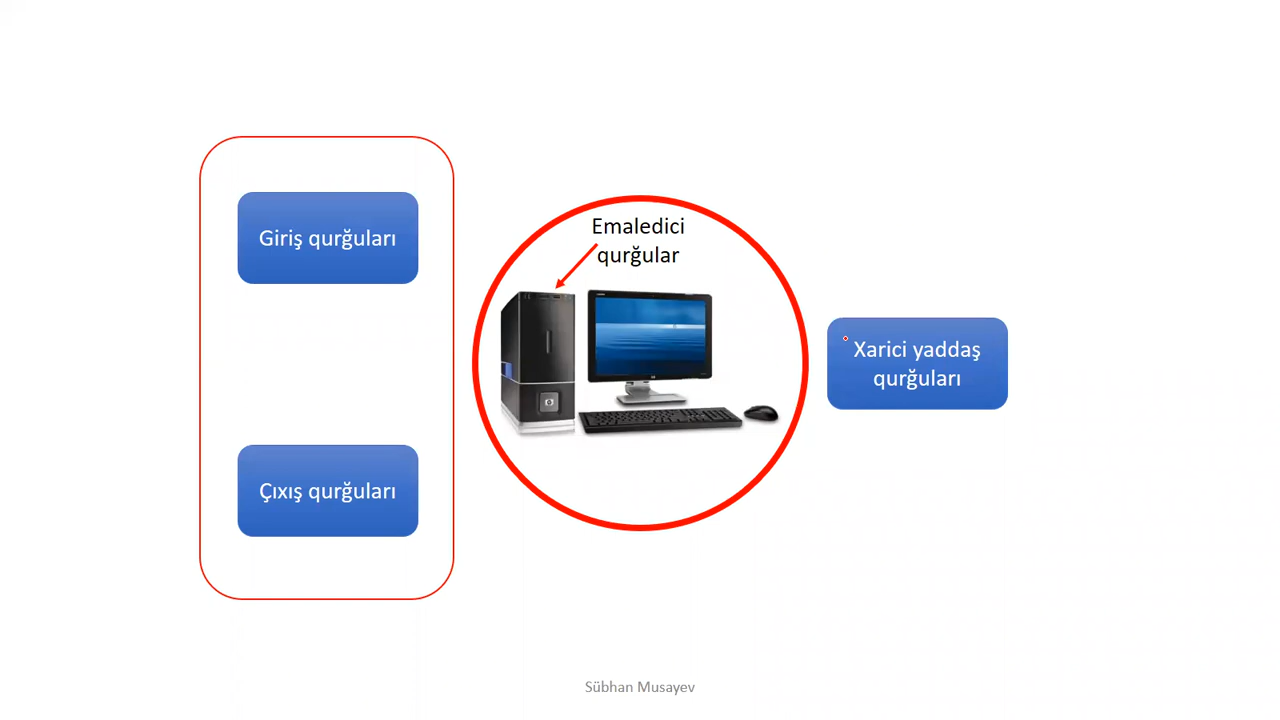 Giriş qurğuları
Çıxış qurğuları
Emaledici
qurğular
Xarici yaddaş
qurğuları
Sübhan Musayev